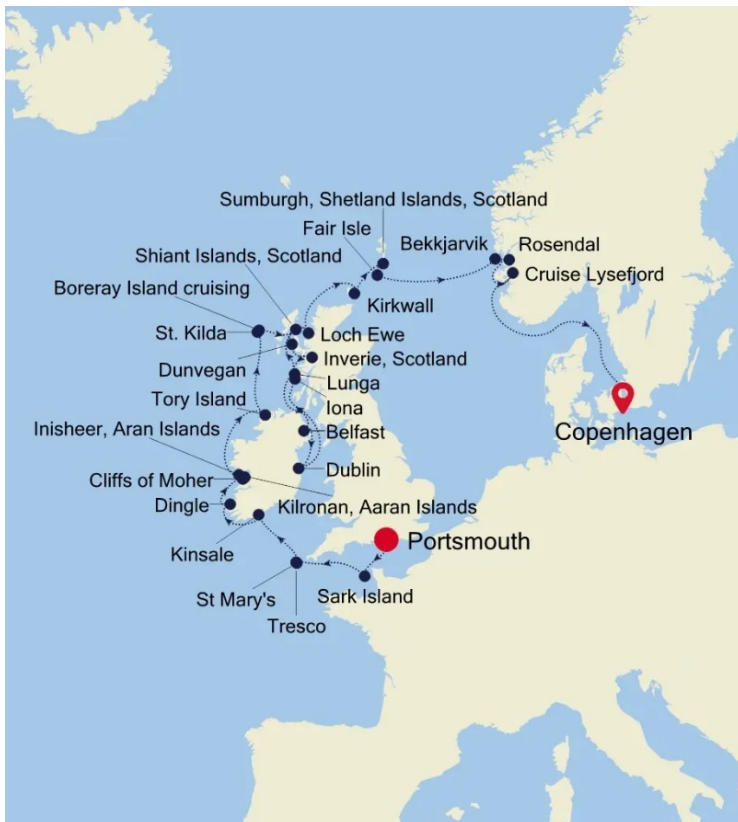 Sumburgh, Shetland Islands, Scotland
Fair Isle
Bekkjarvik
Rosendal
Shiant Islands, Scotland
Cruise Lysefjord
Boreray Island cruising
Kirkwall
St. Kilda
Loch Ewe
Inverie, Scotland
Dunvegan
Lunga
Tory Island
Iona
Inisheer, Aran Islands
Belfast
Copenhagen
Dublin
Cliffs of Moher
Dingle
Kilronan, Aaran Islands
Portsmouth
Kinsale
St Mary's
Sark Island
Tresco